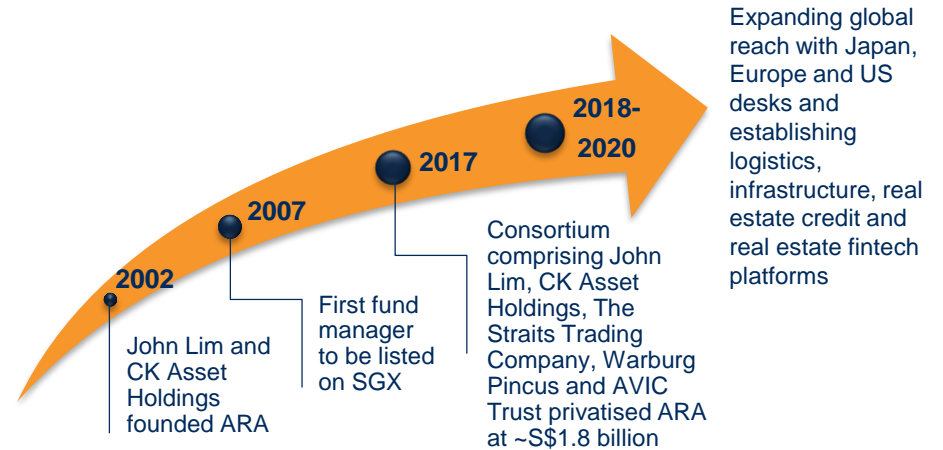 2002
John Lim and
CK Asset
Holdings
founded ARA
2007
First fund
manager
to be listed
on SGX
2017
Consortium
comprising John
Lim, CK Asset
Holdings, The
Straits Trading
Company, Warburg
Pincus and AVIC
Trust privatised ARA
at ~S$1.8 billion
2018-
2020
Expanding global
reach with Japan,
Europe and US
desks and
establishing
logistics,
infrastructure, real
estate credit and
real estate fintech
platforms